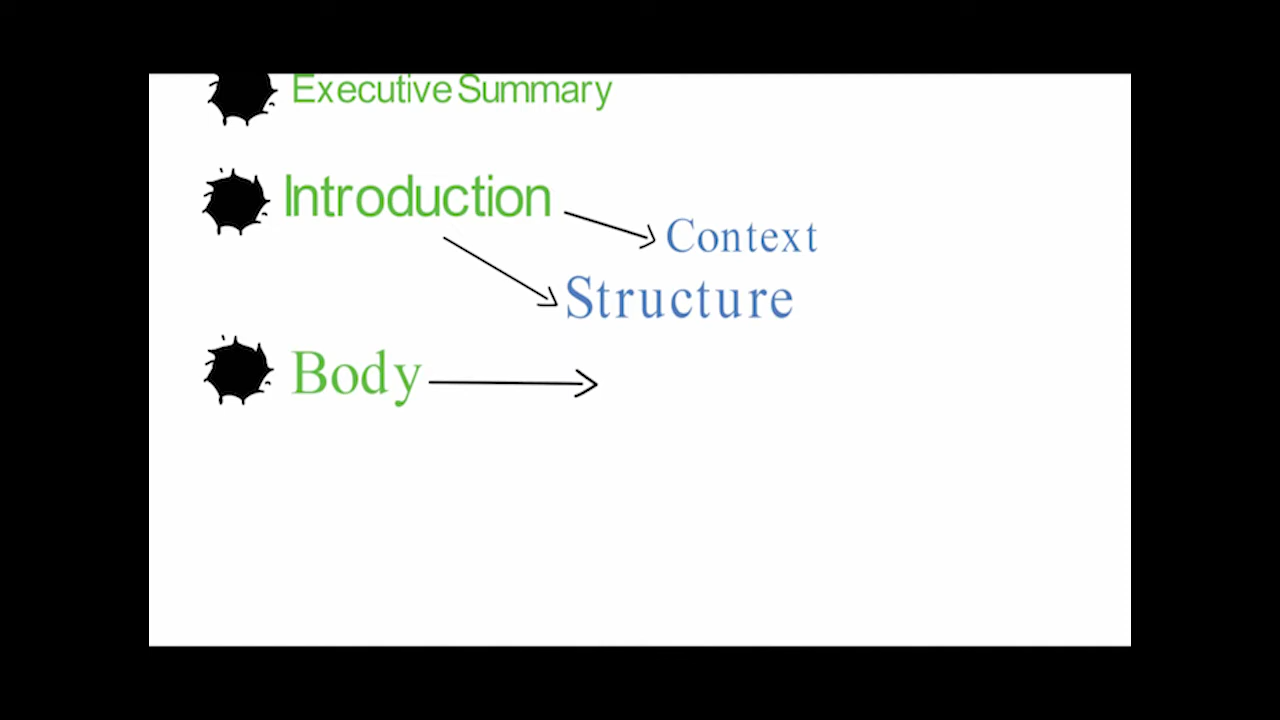 Executive Summary
Introduction
Context
Structure
Body